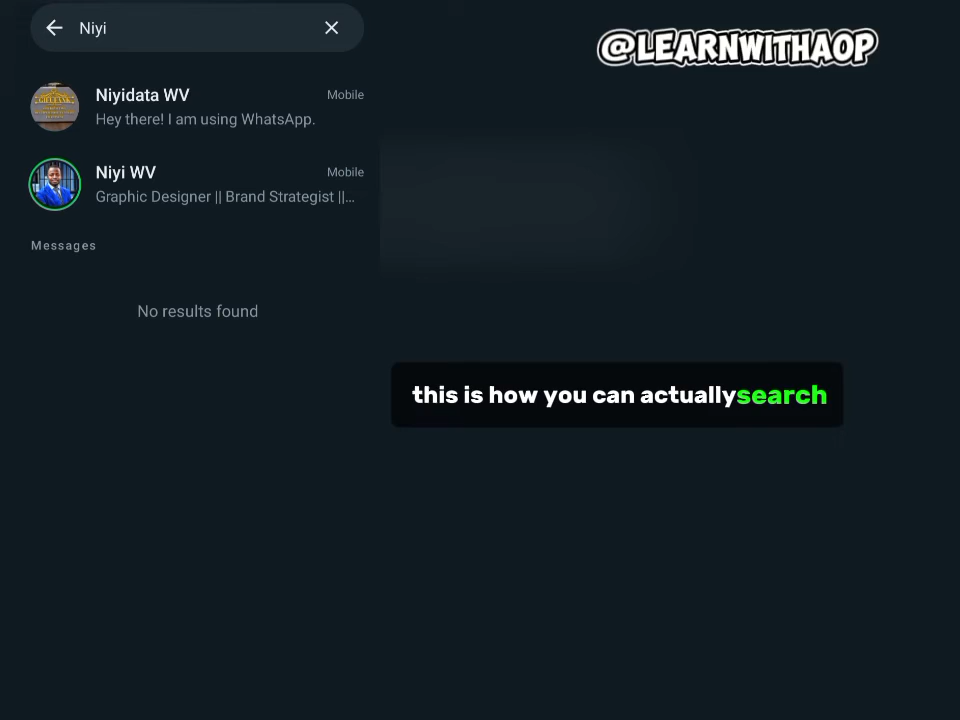 Niyi
@LEARNWITHAOP
Niyidata WV
Mobile
Hey there! I am using WhatsApp.
Niyi WV
Mobile
Graphic Designer || Brand Strategist ||...
Messages
No results found
this is how you can actually search